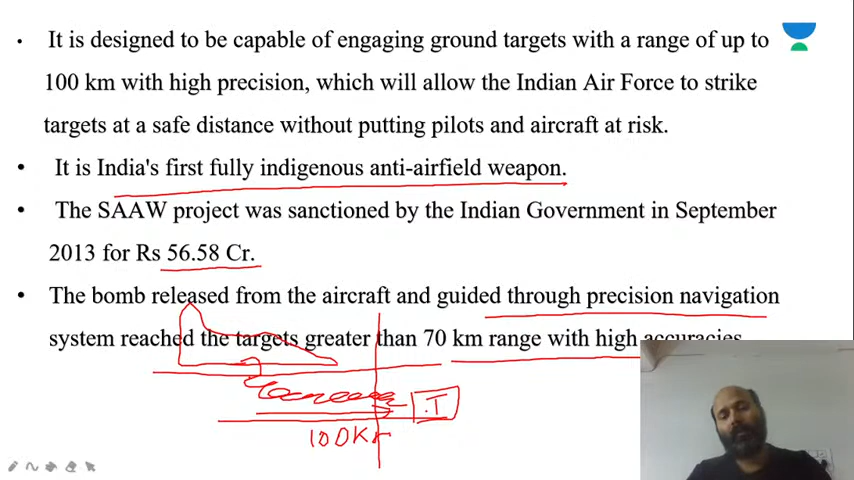 • It is designed to be capable of engaging ground targets with a range of up to
100 km with high precision, which will allow the Indian Air Force to strike
targets at a safe distance without putting pilots and aircraft at risk.
• It is India's first fully indigenous anti-airfield weapon.
• The SAAW project was sanctioned by the Indian Government in September
2013 for Rs 56.58 Cr.
• The bomb released from the aircraft and guided through precision navigation
system reached the targets greater than 70 km range with high accuracies
.T
100K